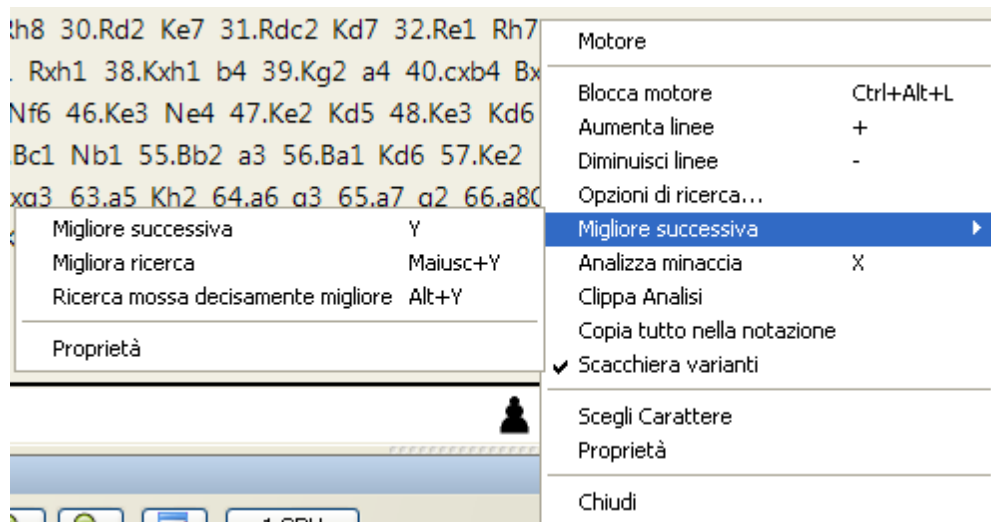 h8 30.Rd2 Ke7 31.Rdc2 Kd7 32.Re1 Rh7
. Rxh1 38.Kxh1 b4 39.Kg2 a4 40.cxb4 Bx
Nf6 46.Ke3 Ne4 47.Ke2 Kd5 48.Ke3 Kd6
.Bc1 Nb1 55.Bb2 a3 56.Ba1 Kd6 57.Ke2
xg3 63.a5 Kh2 64.a6 g3 65.a7 g2 66.a8
Migliore successiva Y
Migliora ricerca Maiusc+Y
Ricerca mossa decisamente migliore Alt+Y
Proprietà
Motore
Blocca motore Ctrl+Alt+L
Aumenta linee +
Diminuisci linee -
Opzioni di ricerca...
Migliore successiva
Analizza minaccia X
Clippa Analisi
Copia tutto nella notazione
Scacchiera varianti
Scegli Carattere
Proprietà
Chiudi